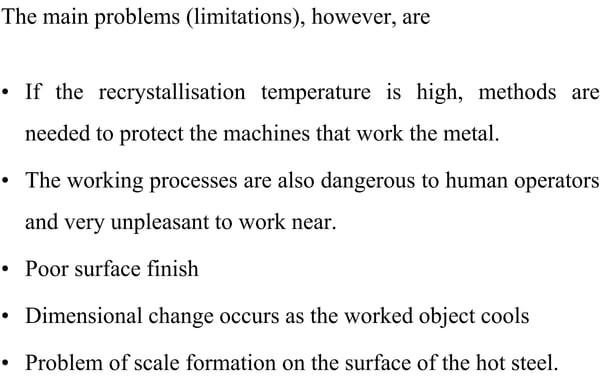 The main problems (limitations), however, are
• If the recrystallisation temperature is high, methods are
needed to protect the machines that work the metal.
• The working processes are also dangerous to human operators
and very unpleasant to work near.
• Poor surface finish
• Dimensional change occurs as the worked object cools
• Problem of scale formation on the surface of the hot steel.